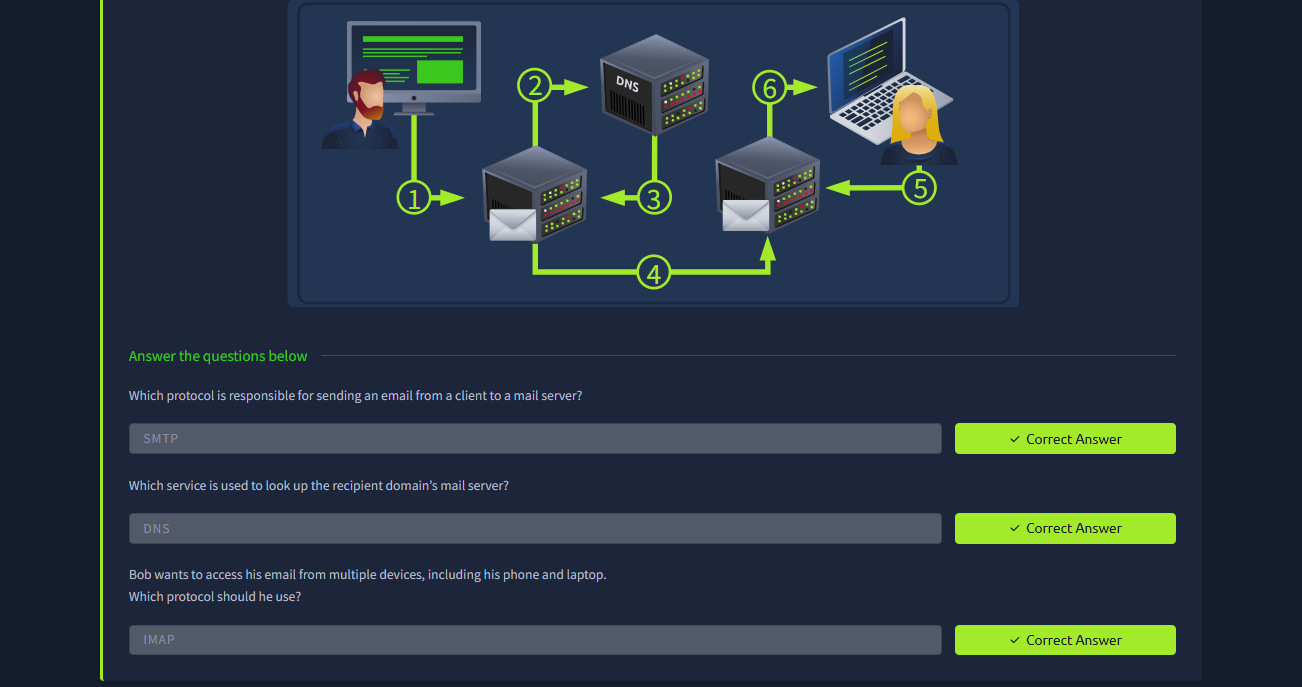 2
DNS
6
1
3
5
4
Answer the questions below
Which protocol is responsible for sending an email from a client to a mail server?
SMTP
✓ Correct Answer
Which service is used to look up the recipient domain’s mail server?
DNS
✓ Correct Answer
Bob wants to access his email from multiple devices, including his phone and laptop.
Which protocol should he use?
IMAP
✓ Correct Answer